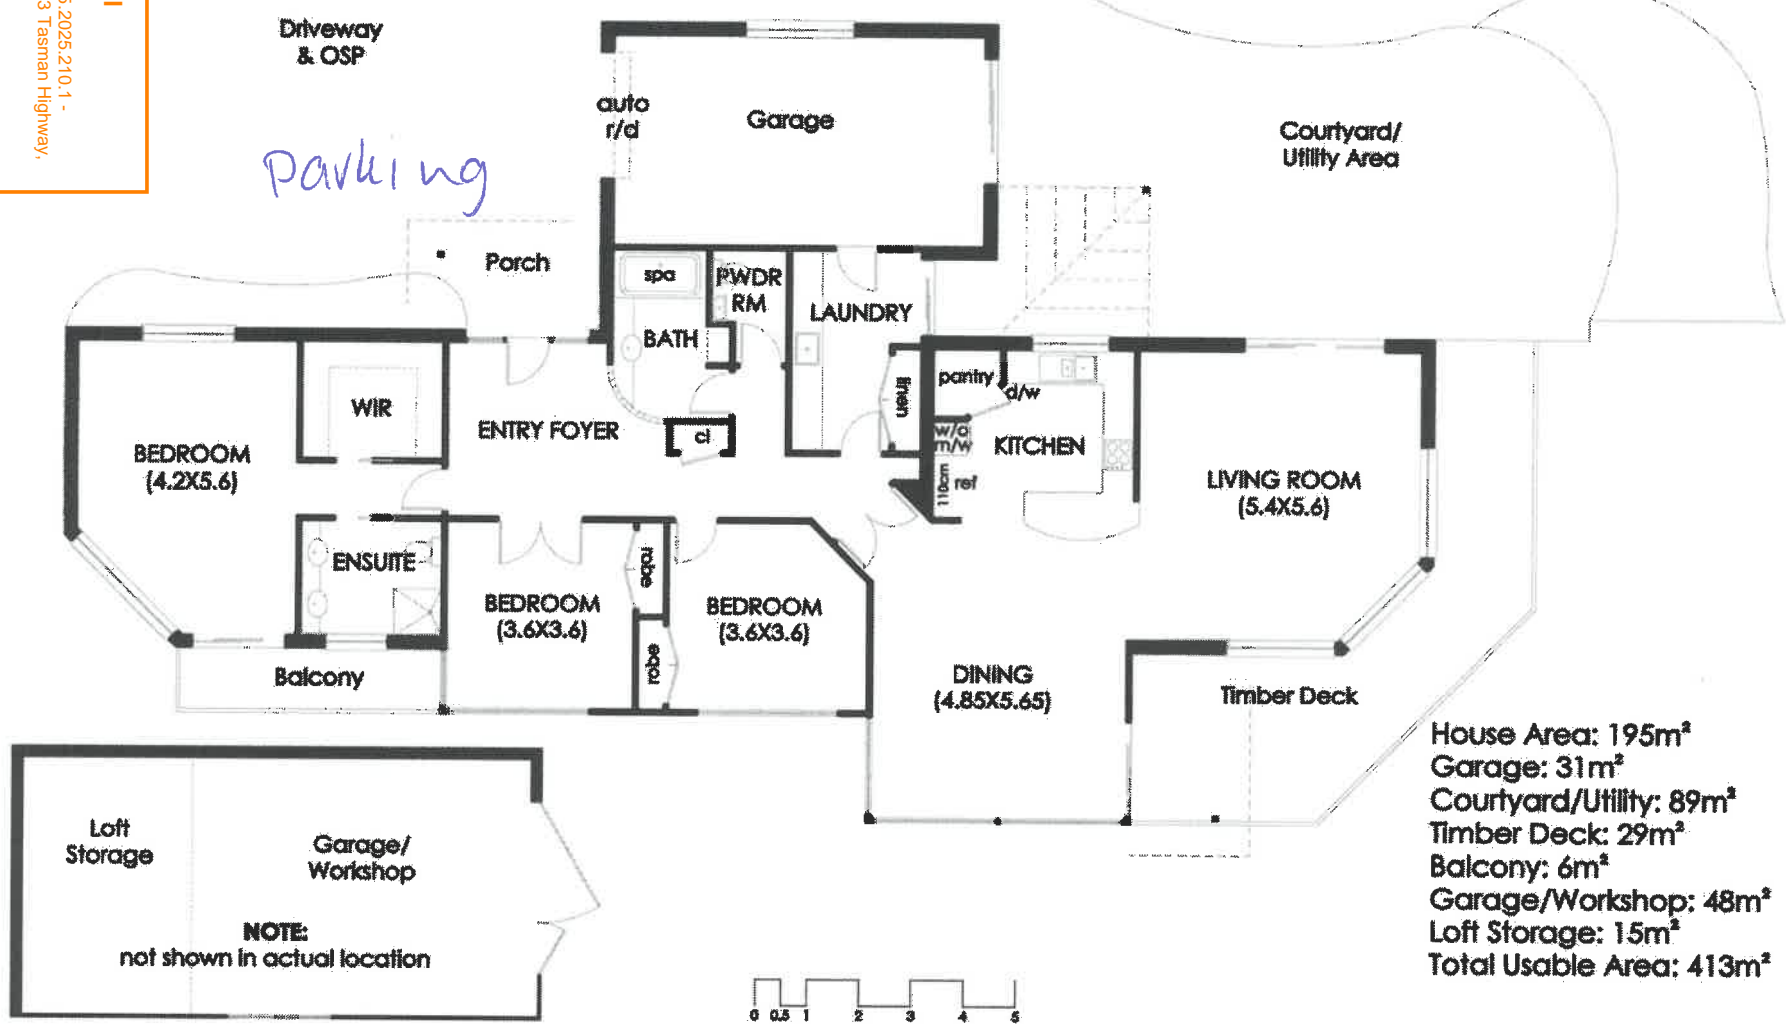 5.2025.210.1 -
3 Tasman Highway,
Driveway
& OSP
parking
auto
r/d
Garage
Courtyard/
Utility Area
Porch
spa
PWDR
RM
BATH
LAUNDRY
linen
pantry
d/w
w/o
m/w
110cm
ref
KITCHEN
WIR
ENTRY FOYER
cl
BEDROOM
(4.2X5.6)
LIVING ROOM
(5.4X5.6)
ENSUITE
robe
BEDROOM
(3.6X3.6)
BEDROOM
(3.6X3.6)
robe
Balcony
DINING
(4.85X5.65)
Timber Deck
Loft
Storage
Garage/
Workshop
NOTE:
not shown in actual location
0 0.5 1 2 3 4 5
House Area: 195m²
Garage: 31m²
Courtyard/Utility: 89m²
Timber Deck: 29m²
Balcony: 6m²
Garage/Workshop: 48m²
Loft Storage: 15m²
Total Usable Area: 413m²